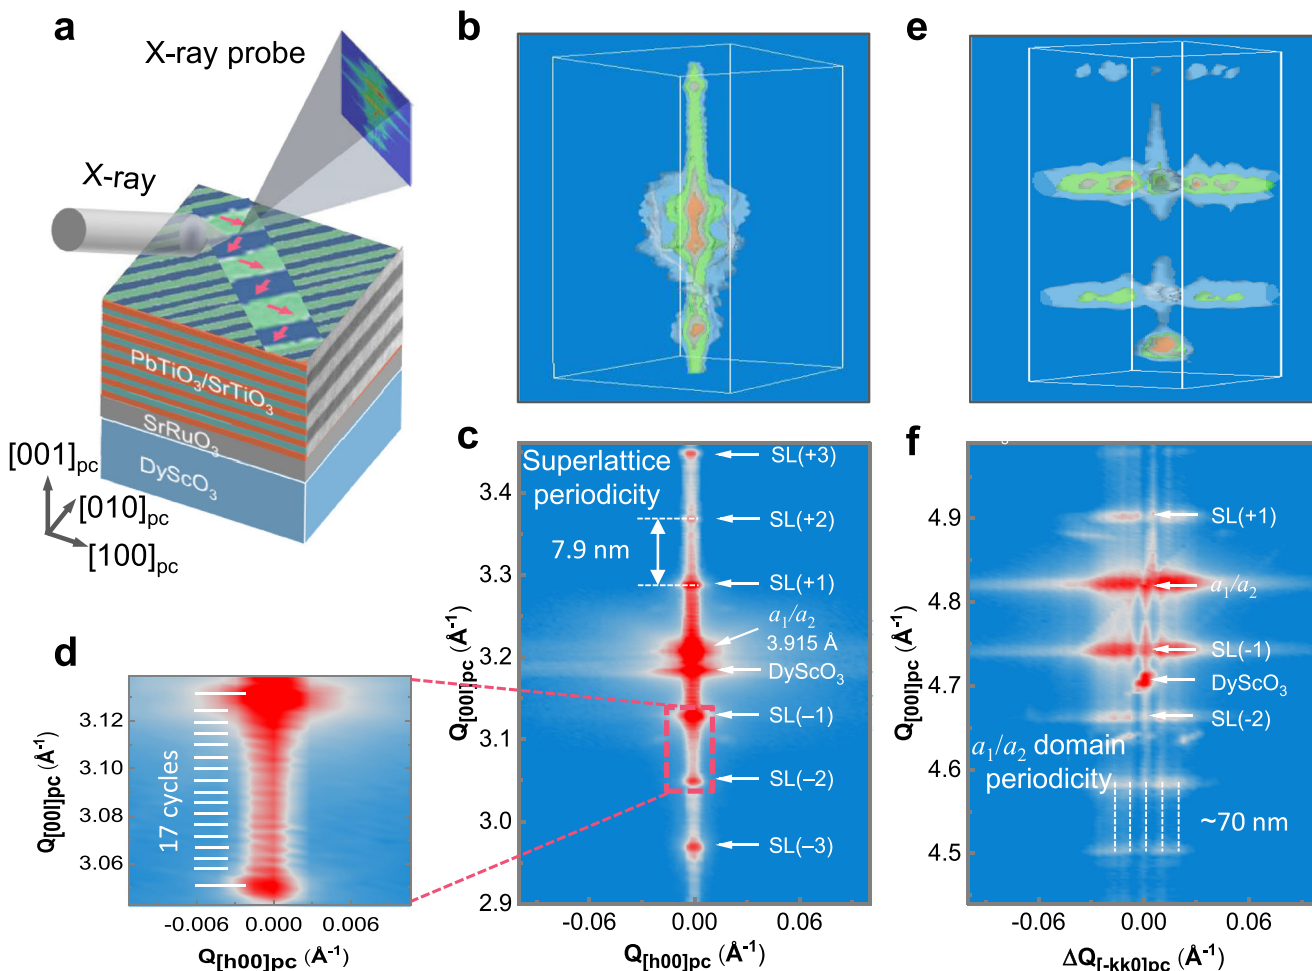 a
X-ray probe
X-ray
PbTiO3/SrTiO3
SrRuO3
DyScO3
[001]pc
[010]pc
[100]pc
b
e
c
Superlattice
periodicity
7.9 nm
SL(+3)
SL(+2)
SL(+1)
a1/a2
3.915 Å
DyScO3
SL(−1)
SL(−2)
SL(−3)
3.4
3.3
3.2
3.1
3.0
2.9
Q[00l]pc (Å-1)
-0.06
0.00
0.06
Q[h00]pc (Å-1)
d
17 cycles
3.12
3.10
3.08
3.06
Q[00l]pc (Å-1)
-0.006
0.000
0.006
Q[h00]pc (Å-1)
f
SL(+1)
a1/a2
SL(-1)
DyScO3
SL(-2)
a1/a2 domain
periodicity
~70 nm
4.9
4.8
4.7
4.6
4.5
Q[00l]pc (Å-1)
-0.06
0.00
0.06
ΔQ[-kk0]pc (Å-1)